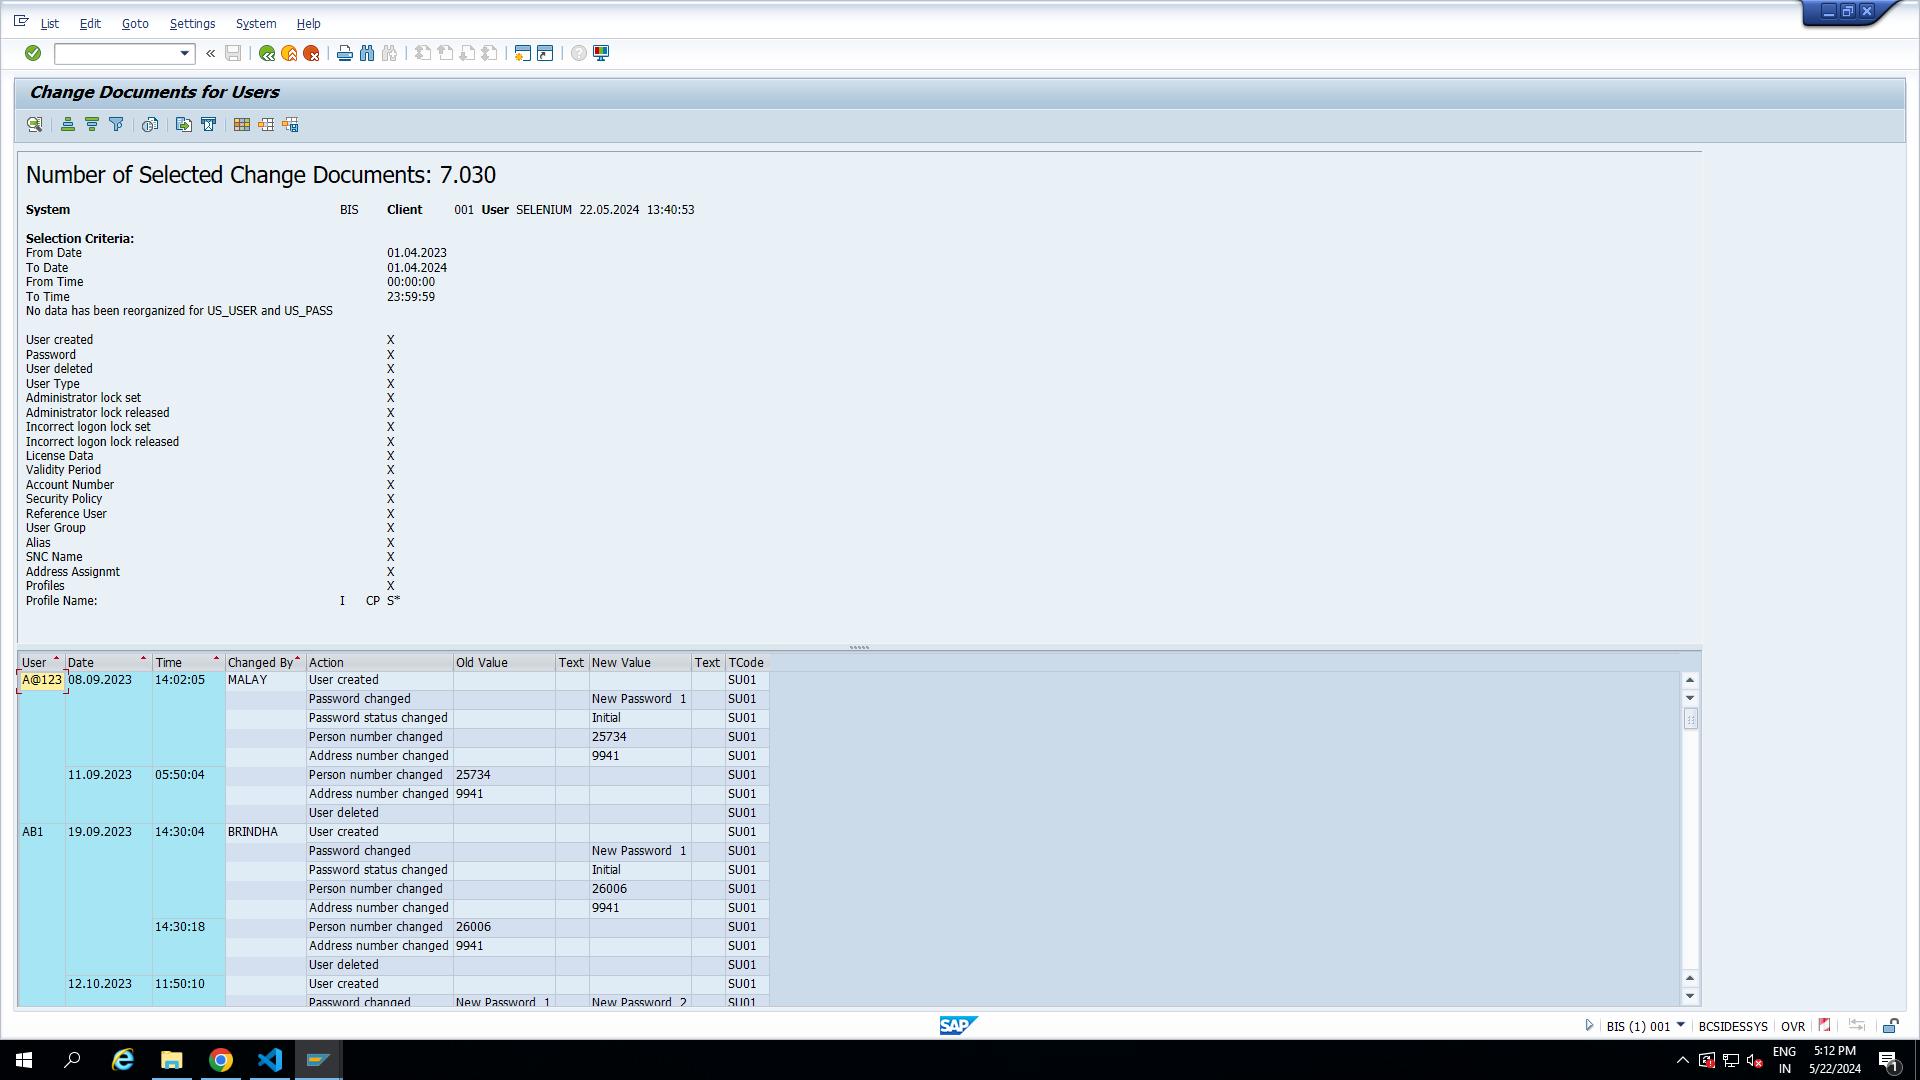 List Edit Goto Settings System Help
Change Documents for Users
Number of Selected Change Documents: 7.030
System BIS Client 001 User SELENIUM 22.05.2024 13:40:53
Selection Criteria:
From Date 01.04.2023
To Date 01.04.2024
From Time 00:00:00
To Time 23:59:59
No data has been reorganized for US_USER and US_PASS
User created X
Password X
User deleted X
User Type X
Administrator lock set X
Administrator lock released X
Incorrect logon lock set X
Incorrect logon lock released X
License Data X
Validity Period X
Account Number X
Security Policy X
Reference User X
User Group X
Alias X
SNC Name X
Address Assignmt X
Profiles X
Profile Name: I CP S*
User Date Time Changed By Action Old Value Text New Value Text TCode
A@123 08.09.2023 14:02:05 MALAY User created SU01
Password changed New Password 1 SU01
Password status changed Initial SU01
Person number changed 25734 SU01
Address number changed 9941 SU01
11.09.2023 05:50:04 Person number changed 25734 SU01
Address number changed 9941 SU01
User deleted SU01
AB1 19.09.2023 14:30:04 BRINDHA User created SU01
Password changed New Password 1 SU01
Password status changed Initial SU01
Person number changed 26006 SU01
Address number changed 9941 SU01
14:30:18 Person number changed 26006 SU01
Address number changed 9941 SU01
User deleted SU01
12.10.2023 11:50:10 User created SU01
Password changed New Password 1 New Password 2 SU01
SAP BIS (1) 001 BCSIDESSYS OVR
ENG 5:12 PM
IN 5/22/2024 1